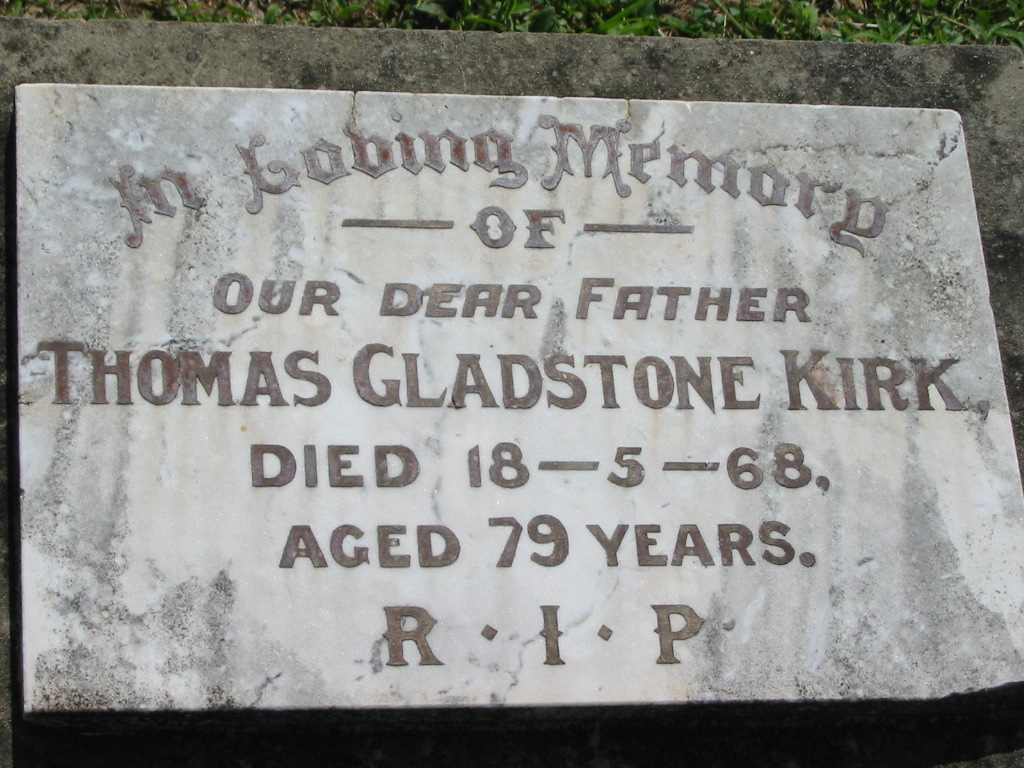 In Loving Memory
— OF —
OUR DEAR FATHER
THOMAS GLADSTONE KIRK,
DIED 18—5—68,
AGED 79 YEARS.
R · I · P